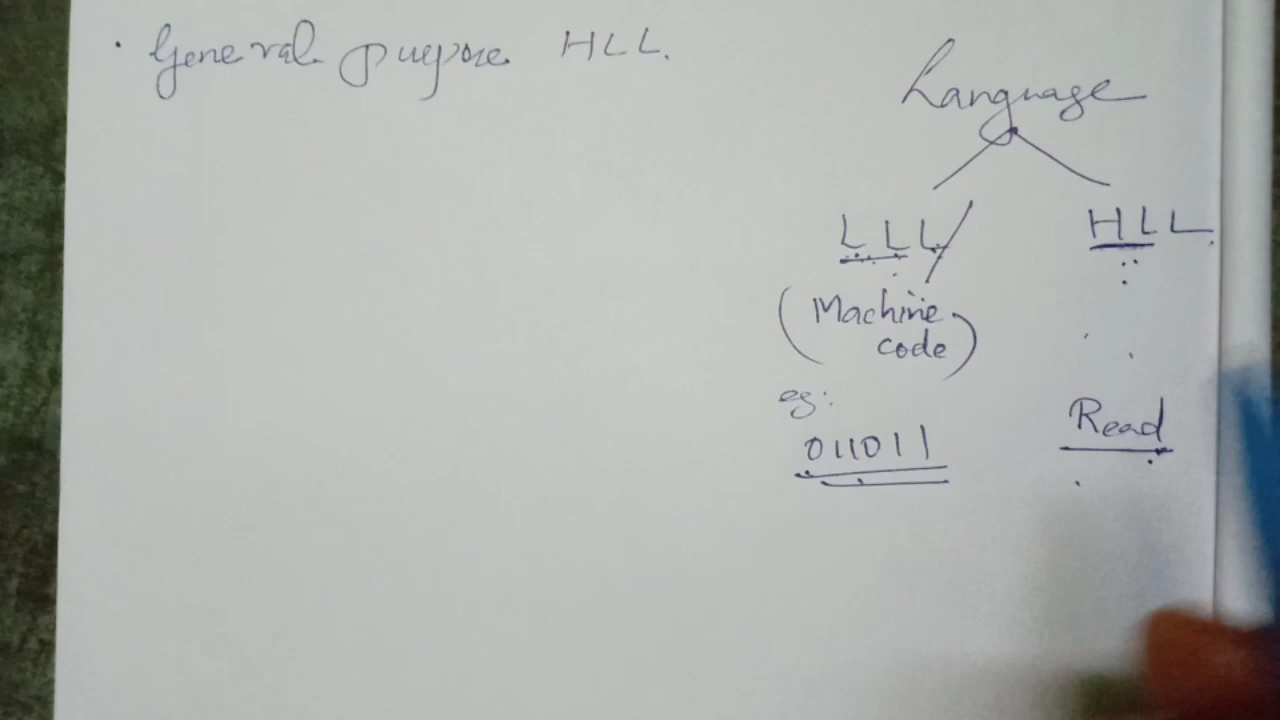 · General purpose HLL.
Language
LLL HLL.
(Machine
code)
eg:
011011 Read